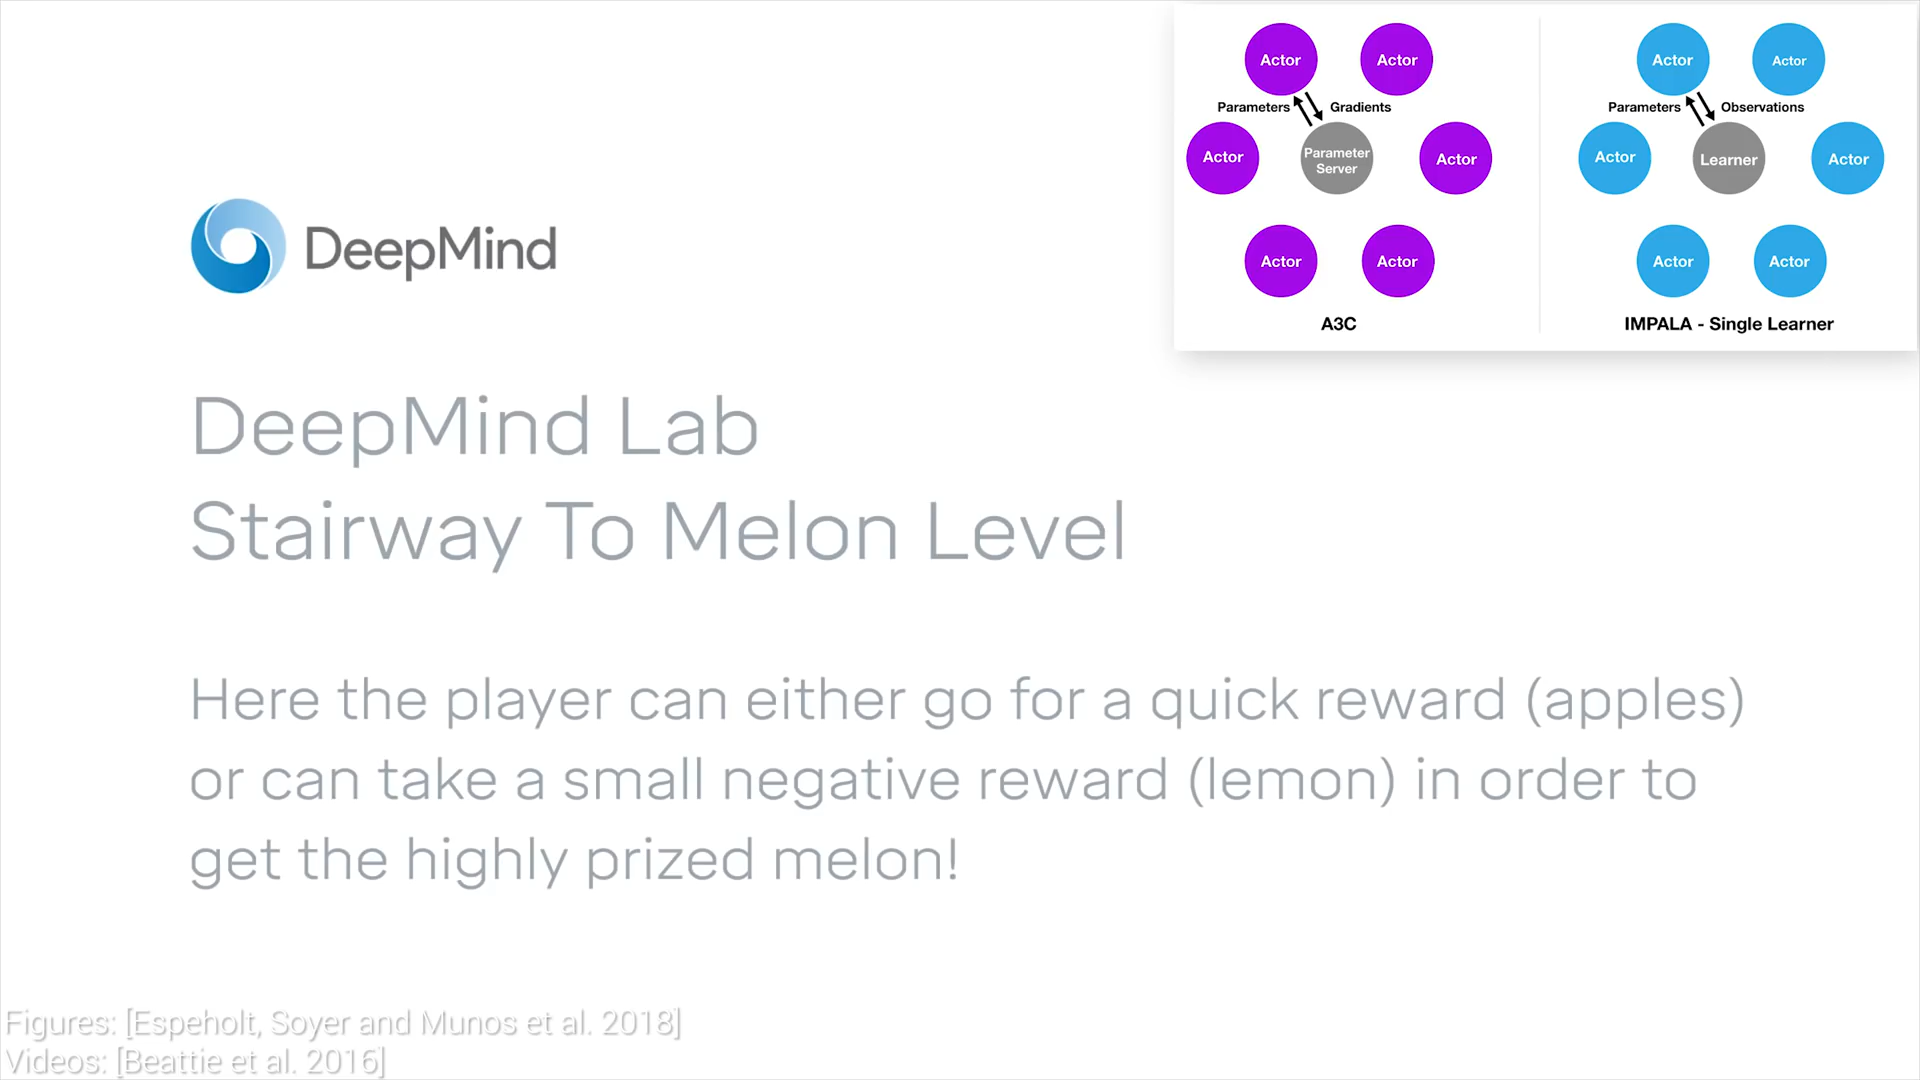 Actor Actor
Parameters Gradients
Actor Parameter Server Actor
Actor Actor
A3C
Actor Actor
Parameters Observations
Actor Learner Actor
Actor Actor
IMPALA - Single Learner
DeepMind
DeepMind Lab
Stairway To Melon Level
Here the player can either go for a quick reward (apples)
or can take a small negative reward (lemon) in order to
get the highly prized melon!
Figures: [Espeholt, Soyer and Munos et al. 2018]
Videos: [Beattie et al. 2016]